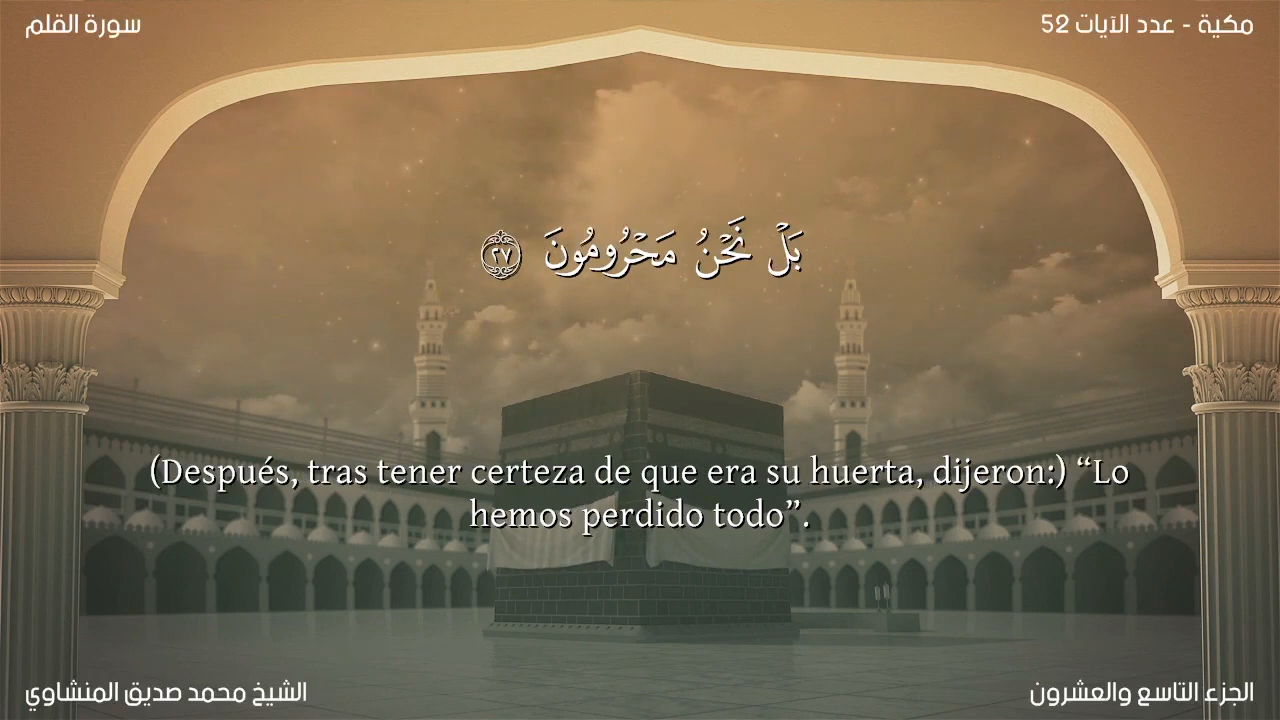 سورة القلم
مكية - عدد الآيات 52
بَلْ نَحْنُ مَحْرُومُونَ ٢٧
(Después, tras tener certeza de que era su huerta, dijeron:) “Lo
hemos perdido todo”.
الشيخ محمد صديق المنشاوي
الجزء التاسع والعشرون